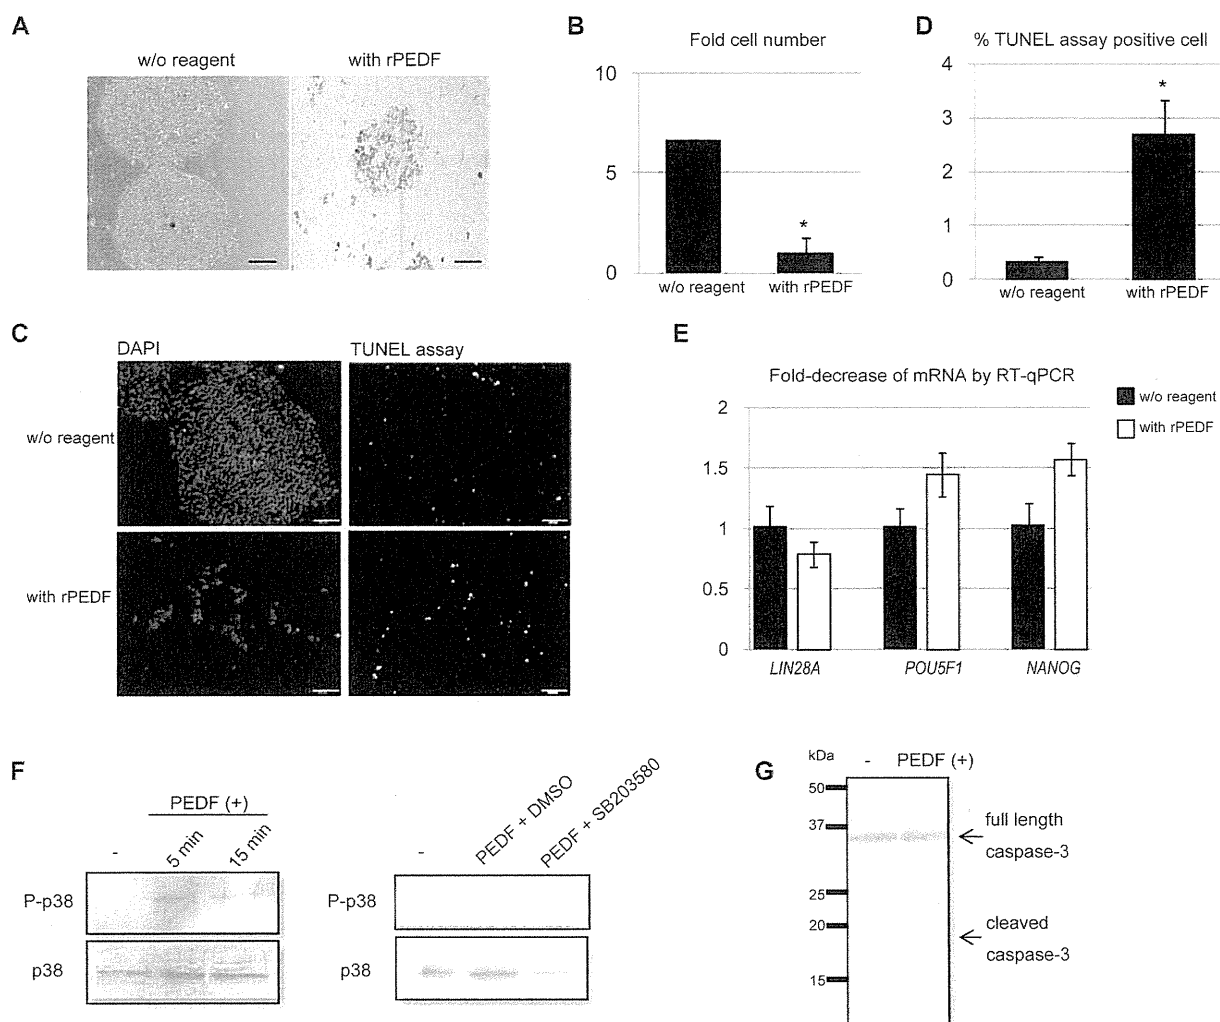 A
w/o reagent
with rPEDF
B
Fold cell number
10
5
0
*
w/o reagent
with rPEDF
D
% TUNEL assay positive cell
4
3
2
1
0
*
w/o reagent
with rPEDF
C
DAPI
TUNEL assay
w/o reagent
with rPEDF
E
Fold-decrease of mRNA by RT-qPCR
2
1.5
1
0.5
0
LIN28A
POU5F1
NANOG
w/o reagent
with rPEDF
F
PEDF (+)
-
5 min
15 min
P-p38
p38
-
PEDF + DMSO
PEDF + SB203580
P-p38
p38
G
kDa
-
PEDF (+)
50
37
25
20
15
full length
caspase-3
cleaved
caspase-3